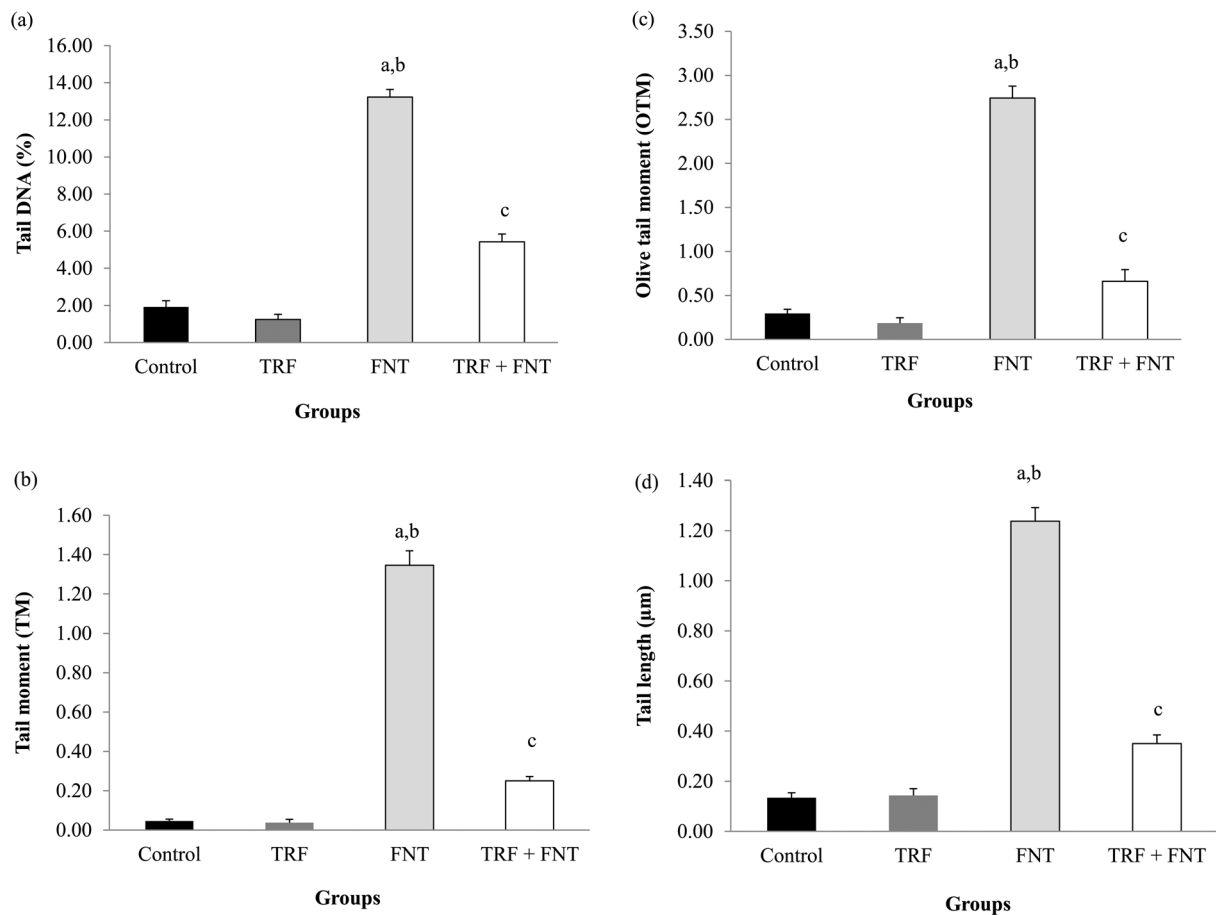 (a)
Tail DNA (%)
16.00
14.00
12.00
10.00
8.00
6.00
4.00
2.00
0.00
a,b
c
Control TRF FNT TRF + FNT
Groups
(c)
Olive tail moment (OTM)
3.50
3.00
2.50
2.00
1.50
1.00
0.50
0.00
a,b
c
Control TRF FNT TRF + FNT
Groups
(b)
Tail moment (TM)
1.60
1.40
1.20
1.00
0.80
0.60
0.40
0.20
0.00
a,b
c
Control TRF FNT TRF + FNT
Groups
(d)
Tail length (µm)
1.40
1.20
1.00
0.80
0.60
0.40
0.20
0.00
a,b
c
Control TRF FNT TRF + FNT
Groups